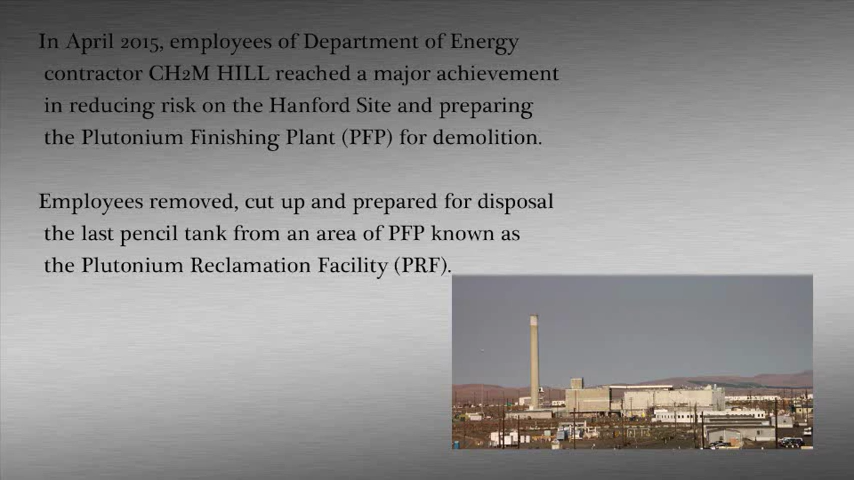 In April 2015, employees of Department of Energy
contractor CH2M HILL reached a major achievement
in reducing risk on the Hanford Site and preparing
the Plutonium Finishing Plant (PFP) for demolition.
Employees removed, cut up and prepared for disposal
the last pencil tank from an area of PFP known as
the Plutonium Reclamation Facility (PRF).